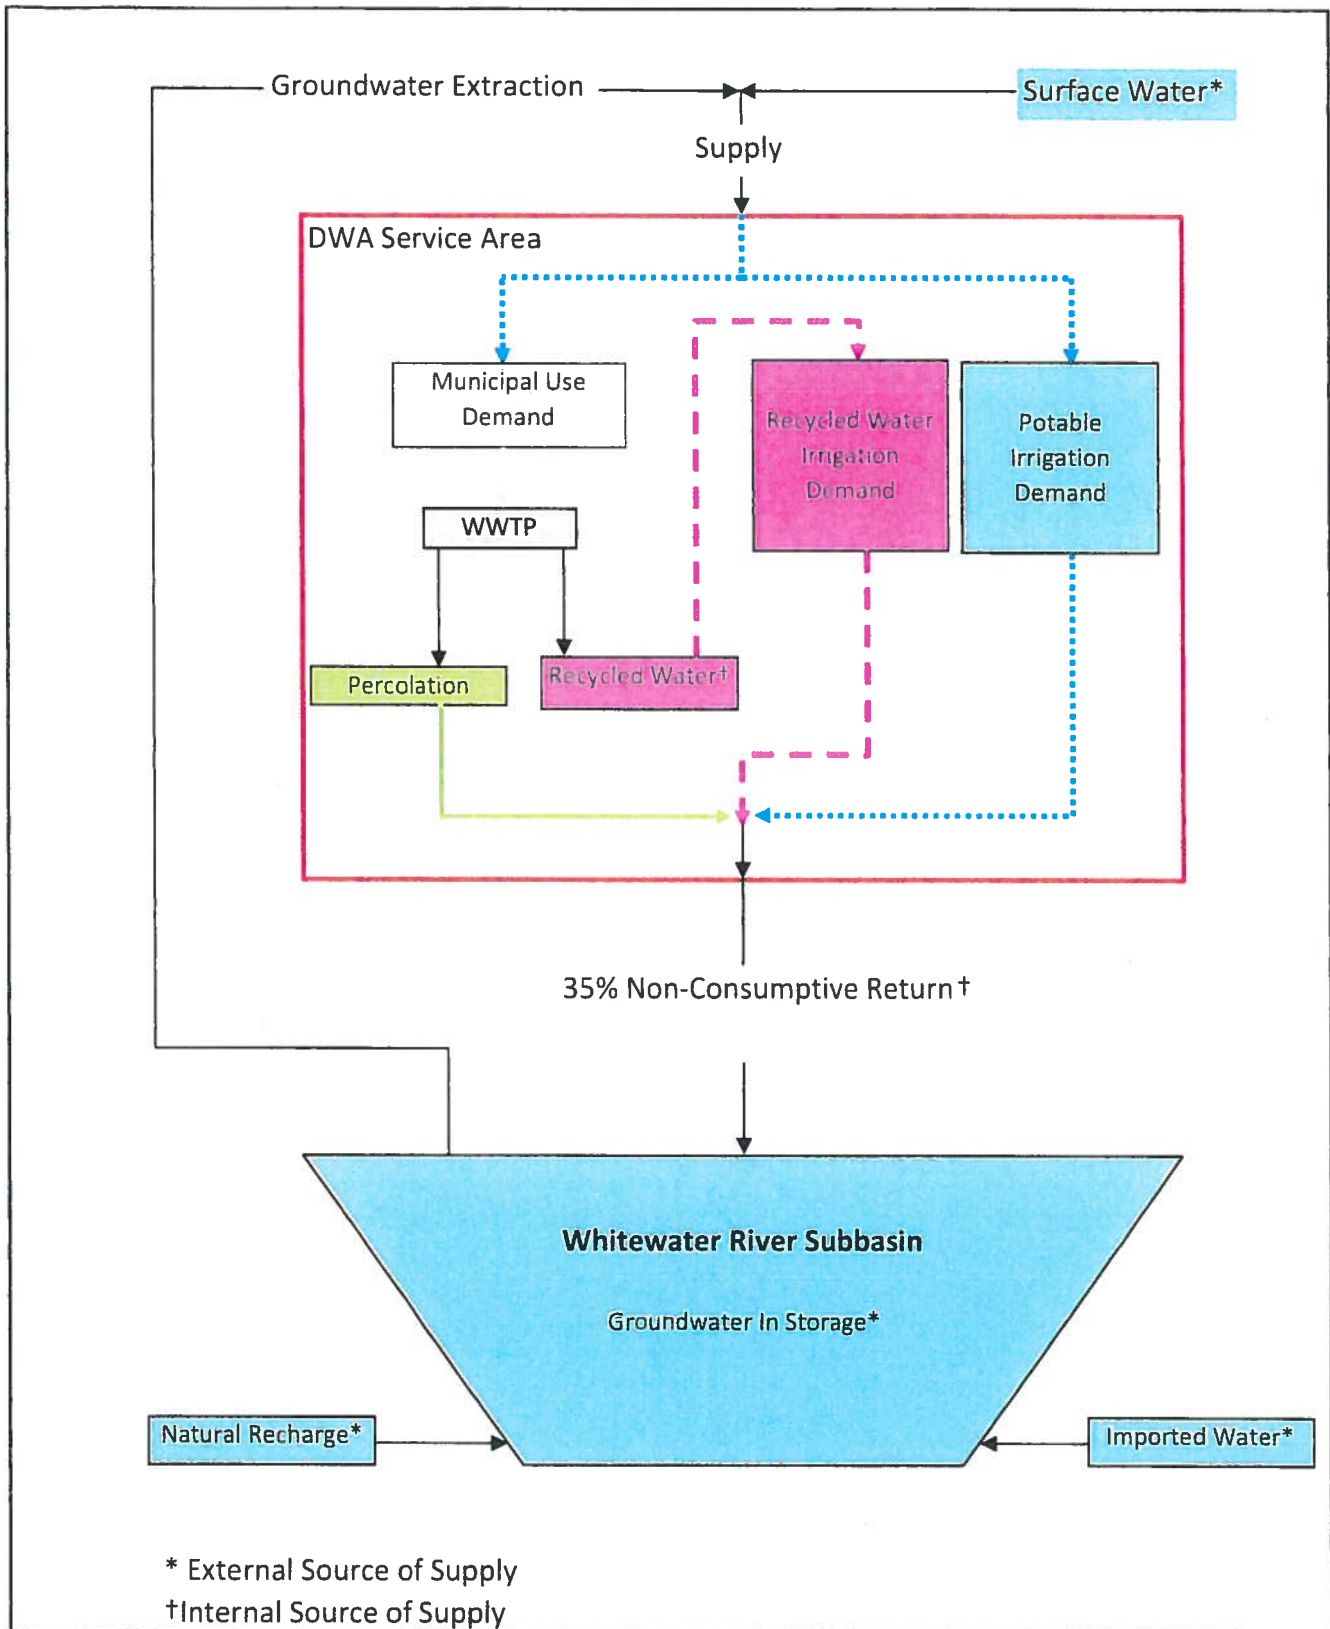 Groundwater Extraction
Surface Water*
Supply
DWA Service Area
Municipal Use
Demand
Recycled Water
Irrigation
Demand
Potable
Irrigation
Demand
WWTP
Percolation
Recycled Water†
35% Non-Consumptive Return†
Whitewater River Subbasin
Groundwater In Storage*
Natural Recharge*
Imported Water*
* External Source of Supply
†Internal Source of Supply